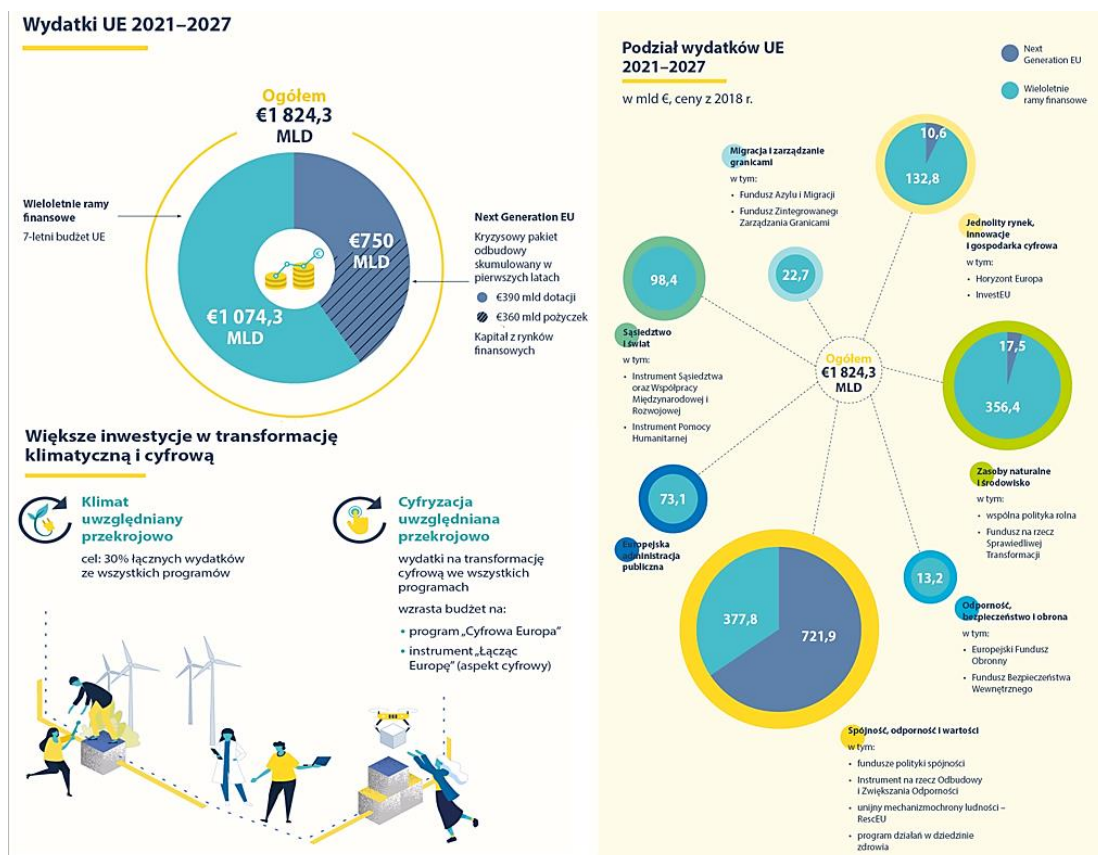 Wydatki UE 2021–2027
Ogółem
€1 824,3
MLD
Wieloletnie ramy
finansowe
7-letni budżet UE
€750
MLD
€1 074,3
MLD
Next Generation EU
Kryzysowy pakiet
odbudowy
skumulowany w
pierwszych latach
€390 mld dotacji
€360 mld pożyczek
Kapitał z rynków
finansowych
Większe inwestycje w transformację
klimatyczną i cyfrową
Klimat
uwzględniany
przekrojowo
cel: 30% łącznych wydatków
ze wszystkich programów
Cyfryzacja
uwzględniana
przekrojowo
wydatki na transformację
cyfrową we wszystkich
programach
wzrasta budżet na:
• program „Cyfrowa Europa”
• instrument „Łącząc
Europę” (aspekt cyfrowy)
Podział wydatków UE
2021–2027
w mld €, ceny z 2018 r.
Next
Generation EU
Wieloletnie
ramy finansowe
10,6
132,8
Jednolity rynek,
innowacje
i gospodarka cyfrowa
w tym:
• Horyzont Europa
• InvestEU
Migracja i zarządzanie
granicami
w tym:
• Fundusz Azylu i Migracji
• Fundusz Zintegrowanego
Zarządzania Granicami
22,7
98,4
Sąsiedztwo
i świat
w tym:
• Instrument Sąsiedztwa
oraz Współpracy
Międzynarodowej i
Rozwojowej
• Instrument Pomocy
Humanitarnej
Ogółem
€1 824,3
MLD
17,5
356,4
Zasoby naturalne
i środowisko
w tym:
• wspólna polityka rolna
• Fundusz na rzecz
Sprawiedliwej
Transformacji
73,1
Europejska
administracja
publiczna
13,2
Odporność,
bezpieczeństwo i obrona
w tym:
• Europejski Fundusz
Obronny
• Fundusz Bezpieczeństwa
Wewnętrznego
377,8
721,9
Spójność, odporność i wartości
w tym:
• fundusze polityki spójności
• Instrument na rzecz Odbudowy
i Zwiększania Odporności
• unijny mechanizmochrony ludności –
RescEU
• program działań w dziedzinie
zdrowia